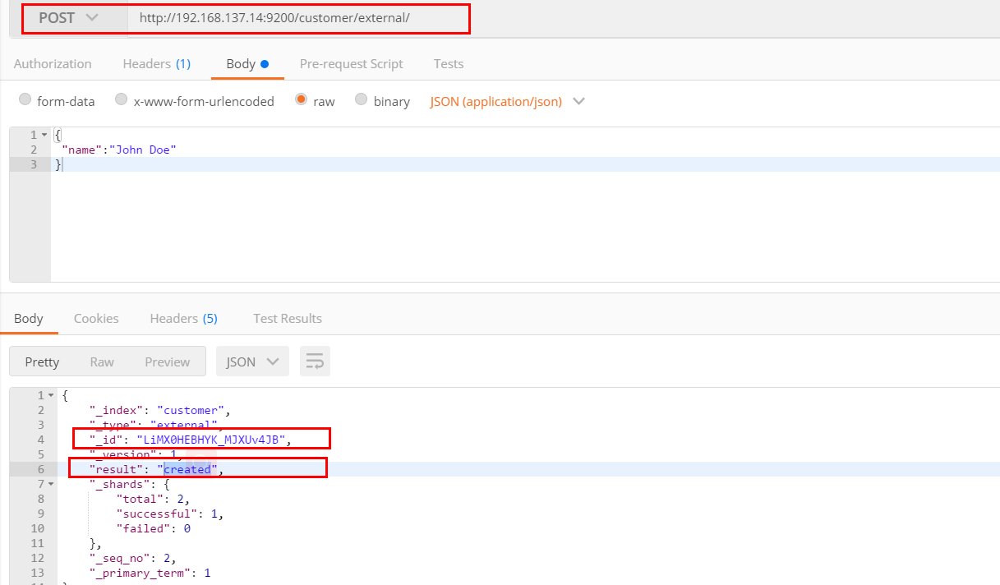 POST http://192.168.137.14:9200/customer/external/
Authorization Headers (1) Body Pre-request Script Tests
form-data x-www-form-urlencoded raw binary JSON (application/json)
1 {
2 "name":"John Doe"
3 }
Body Cookies Headers (5) Test Results
Pretty Raw Preview JSON
1 {
2 "_index": "customer",
3 "_type": "external",
4 "_id": "LiMX0HEBHYK_MJXUv4JB",
5 "_version": 1,
6 "result": "created",
7 "_shards": {
8 "total": 2,
9 "successful": 1,
10 "failed": 0
11 },
12 "_seq_no": 2,
13 "_primary_term": 1